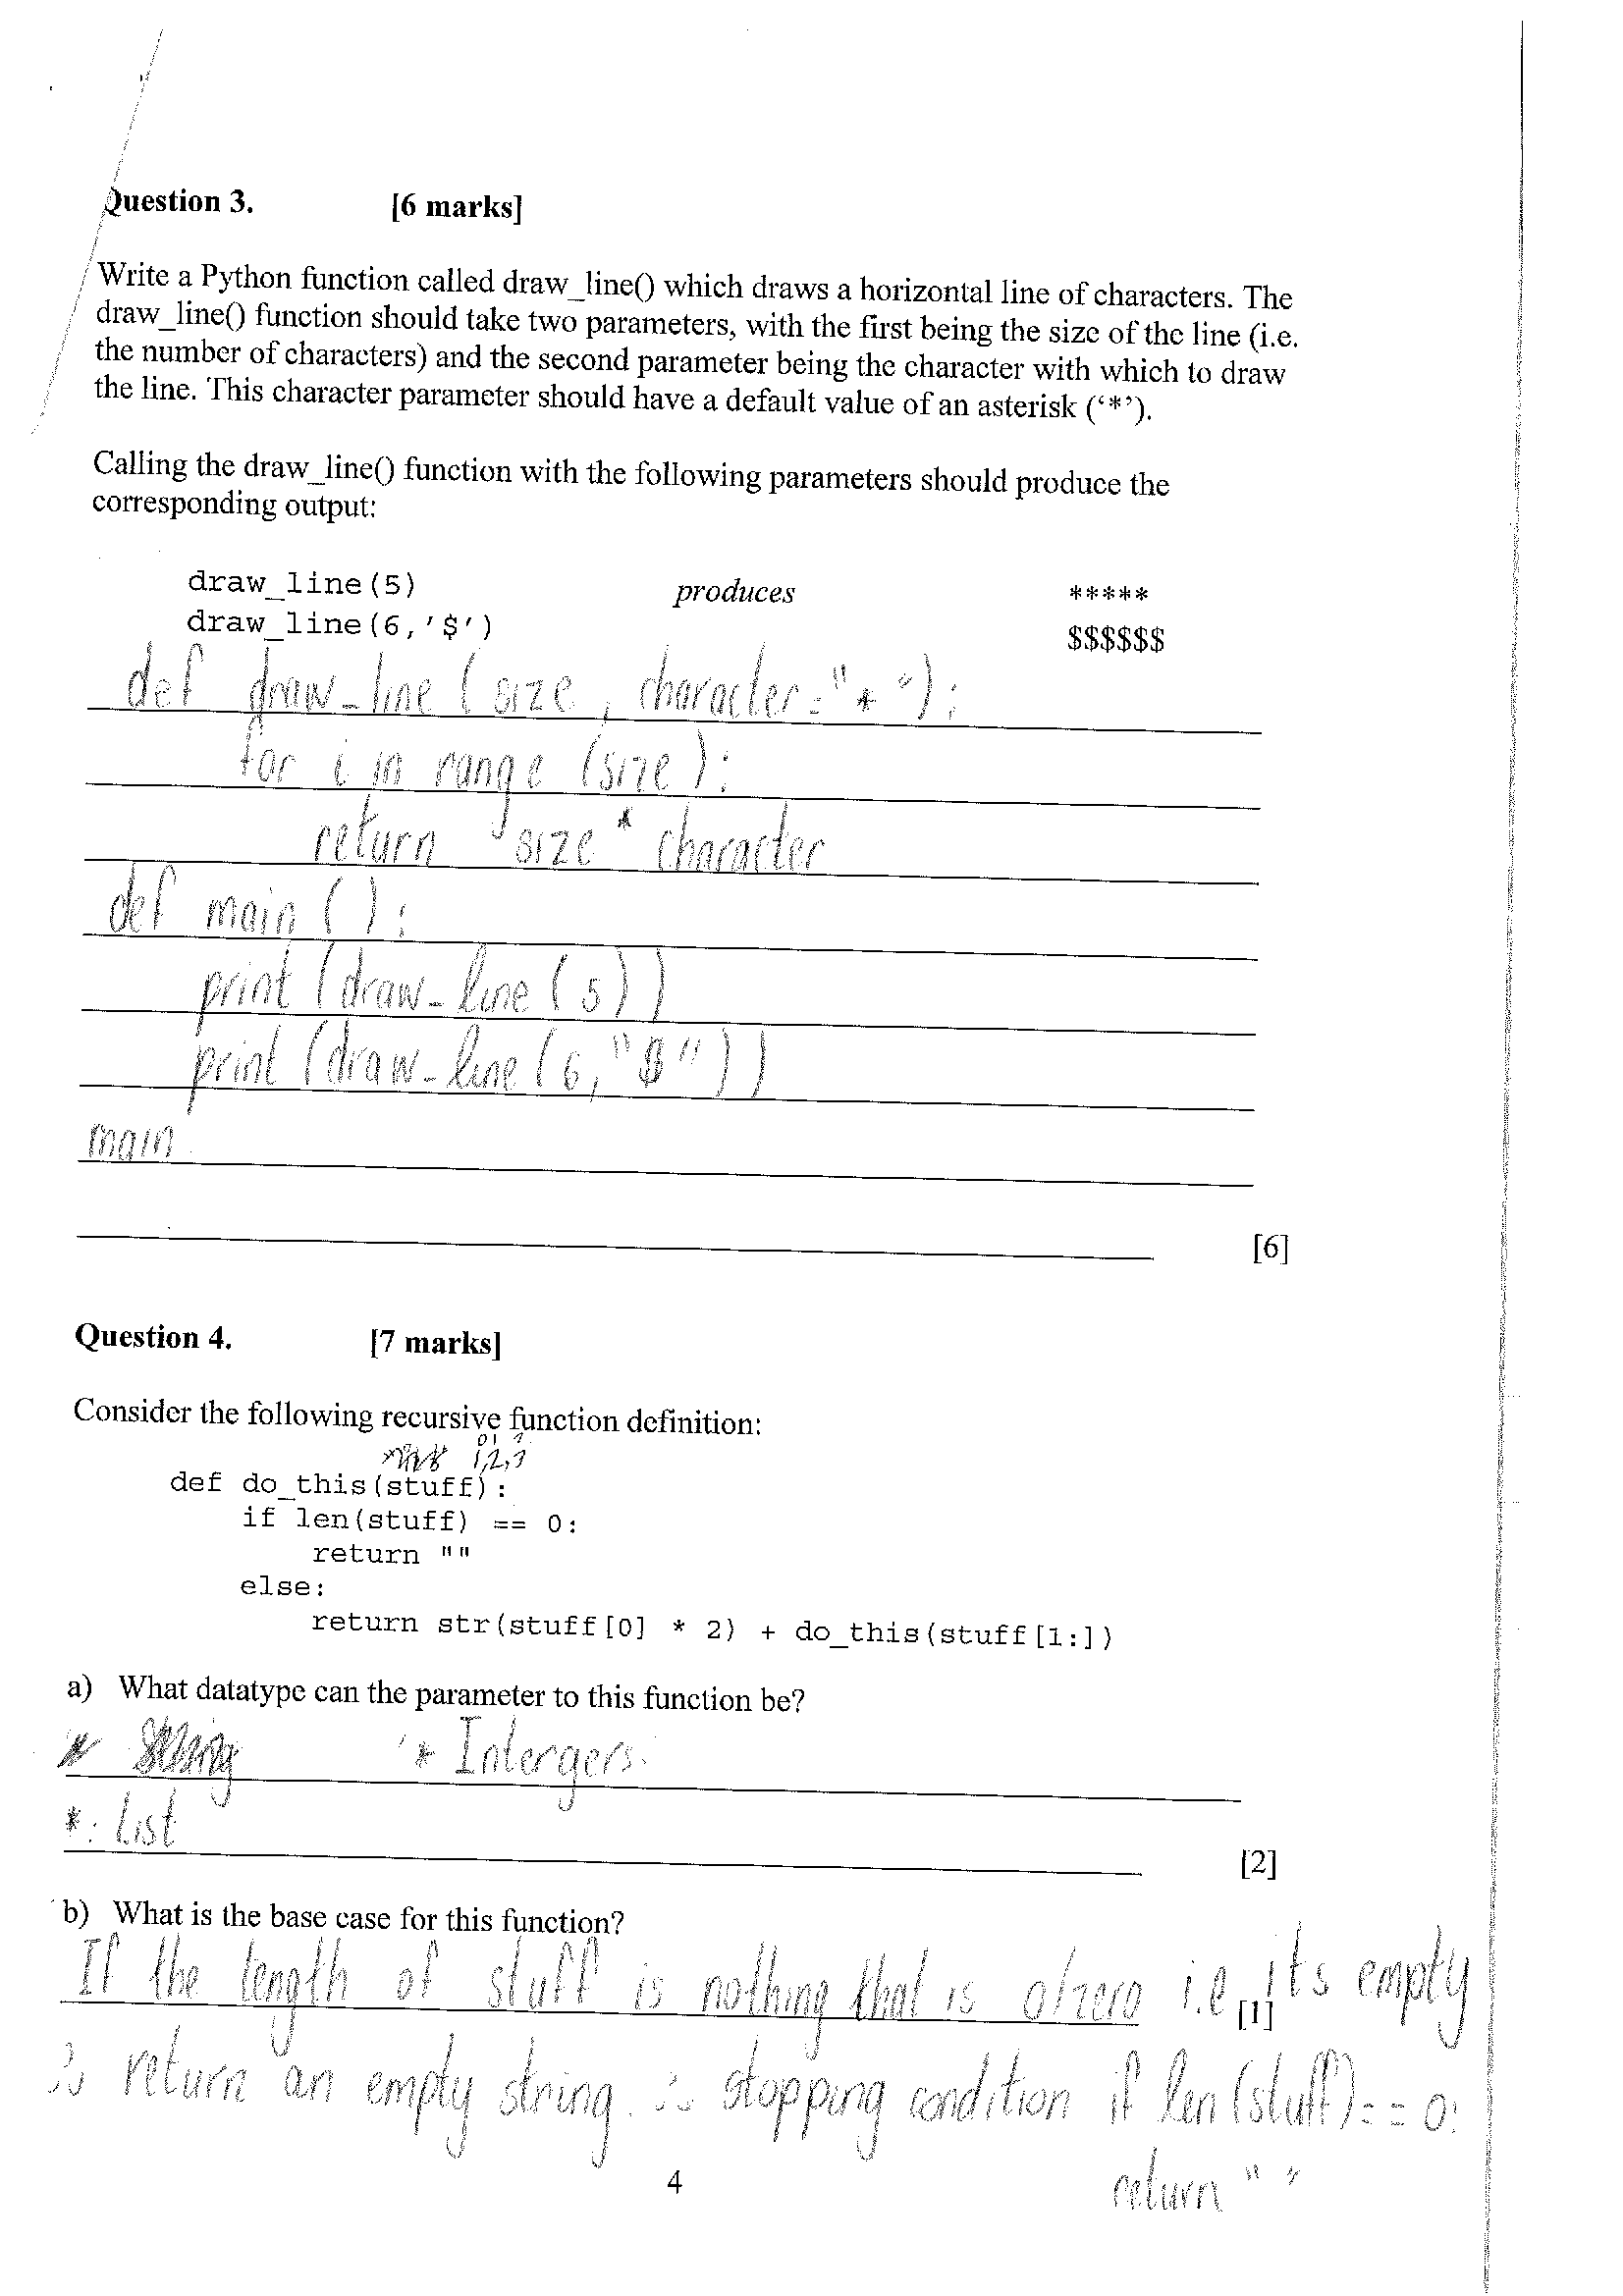 Question 3. [6 marks]
Write a Python function called draw_line() which draws a horizontal line of characters. The
draw_line() function should take two parameters, with the first being the size of the line (i.e.
the number of characters) and the second parameter being the character with which to draw
the line. This character parameter should have a default value of an asterisk (‘*’).
Calling the draw_line() function with the following parameters should produce the
corresponding output:
draw_line(5) produces *****
draw_line(6,'$') $$$$$$
def draw_line (size, character="*"):
for i in range (size):
return size * character
def main ():
print (draw_line (5))
print (draw_line (6, "$"))
main
[6]
Question 4. [7 marks]
Consider the following recursive function definition:
0 1 2
1,2,3
def do_this(stuff):
if len(stuff) == 0:
return ""
else:
return str(stuff[0] * 2) + do_this(stuff[1:])
a) What datatype can the parameter to this function be?
* String * Intergers.
*. List
[2]
b) What is the base case for this function?
If the length of stuff is nothing that is 0/zero i.e. its empty
[1]
∴ return an empty string. ∴ stopping condition if len(stuff)==0:
return " "
4